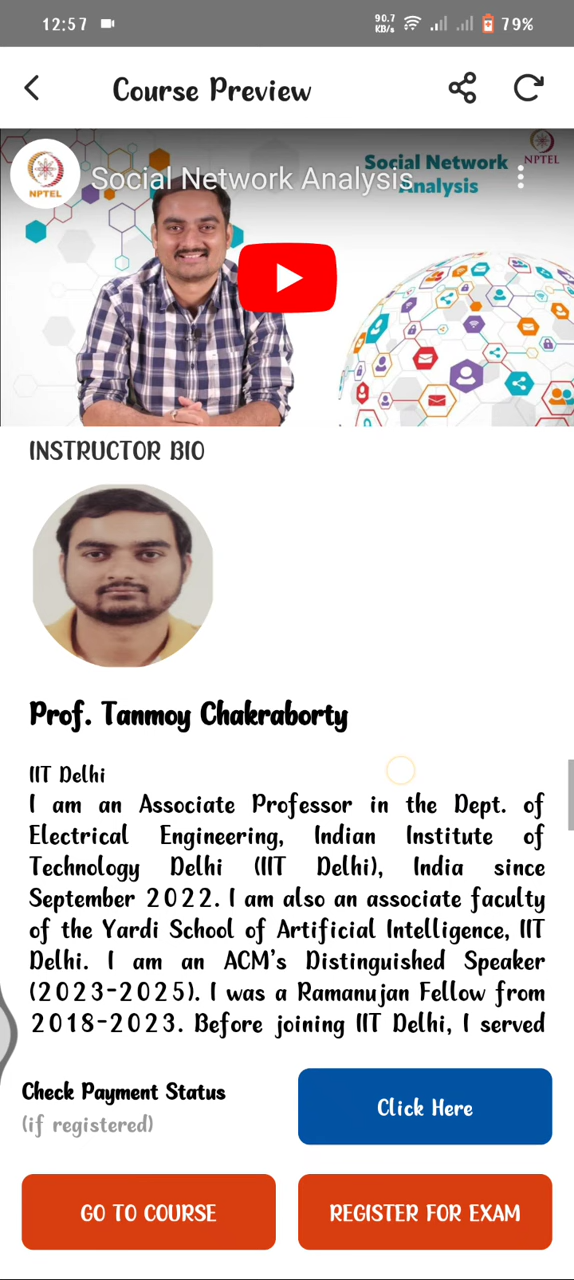 12:57
90.7
KB/s
79%
Course Preview
NPTEL
Social Network Analysis
Social Network
Analysis
NPTEL
INSTRUCTOR BIO
Prof. Tanmoy Chakraborty
IIT Delhi
I am an Associate Professor in the Dept. of
Electrical Engineering, Indian Institute of
Technology Delhi (IIT Delhi), India since
September 2022. I am also an associate faculty
of the Yardi School of Artificial Intelligence, IIT
Delhi. I am an ACM's Distinguished Speaker
(2023-2025). I was a Ramanujan Fellow from
2018-2023. Before joining IIT Delhi, I served
Check Payment Status
(if registered)
Click Here
GO TO COURSE
REGISTER FOR EXAM